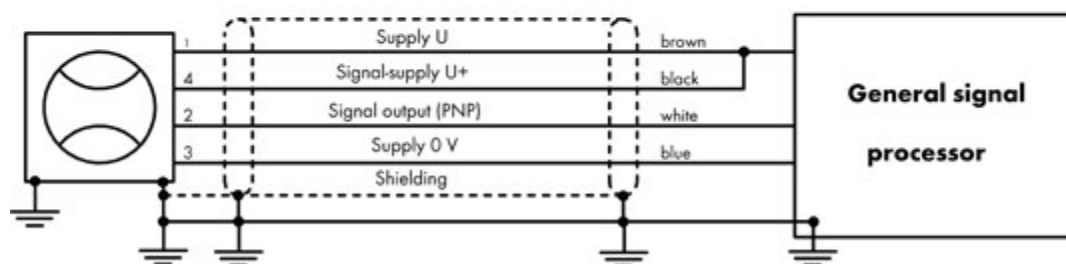 1 Supply U brown
4 Signal-supply U+ black
2 Signal output (PNP) white
3 Supply 0 V blue
Shielding
General signal
processor